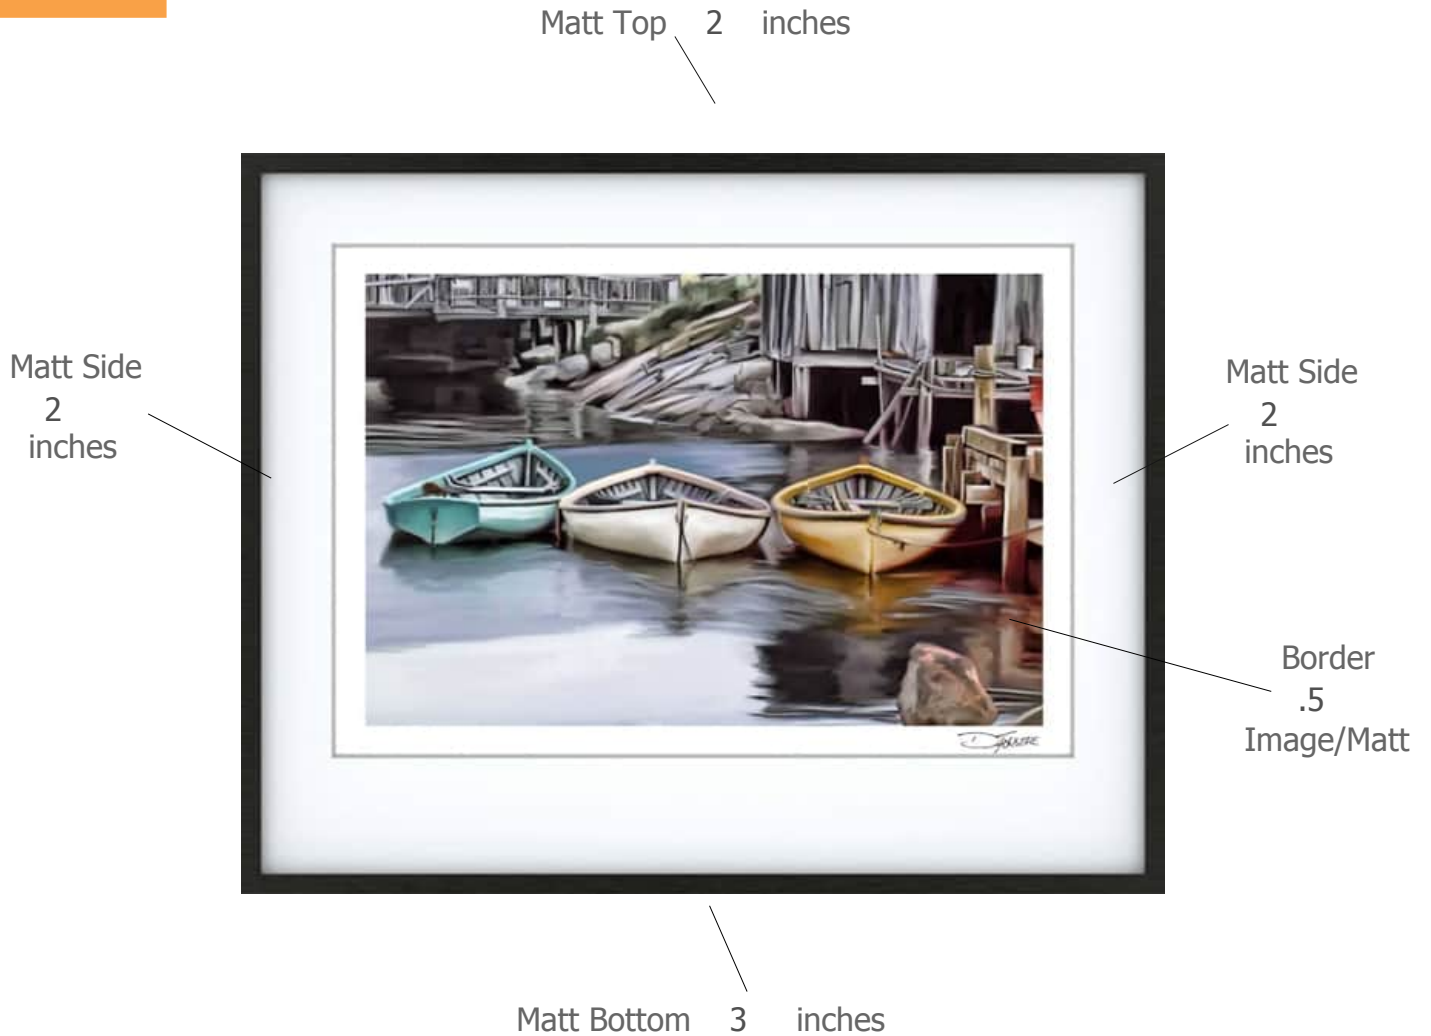 Matt Top 2 inches
Matt Side
2
inches
Matt Side
2
inches
Border
.5
Image/Matt
Matt Bottom 3 inches